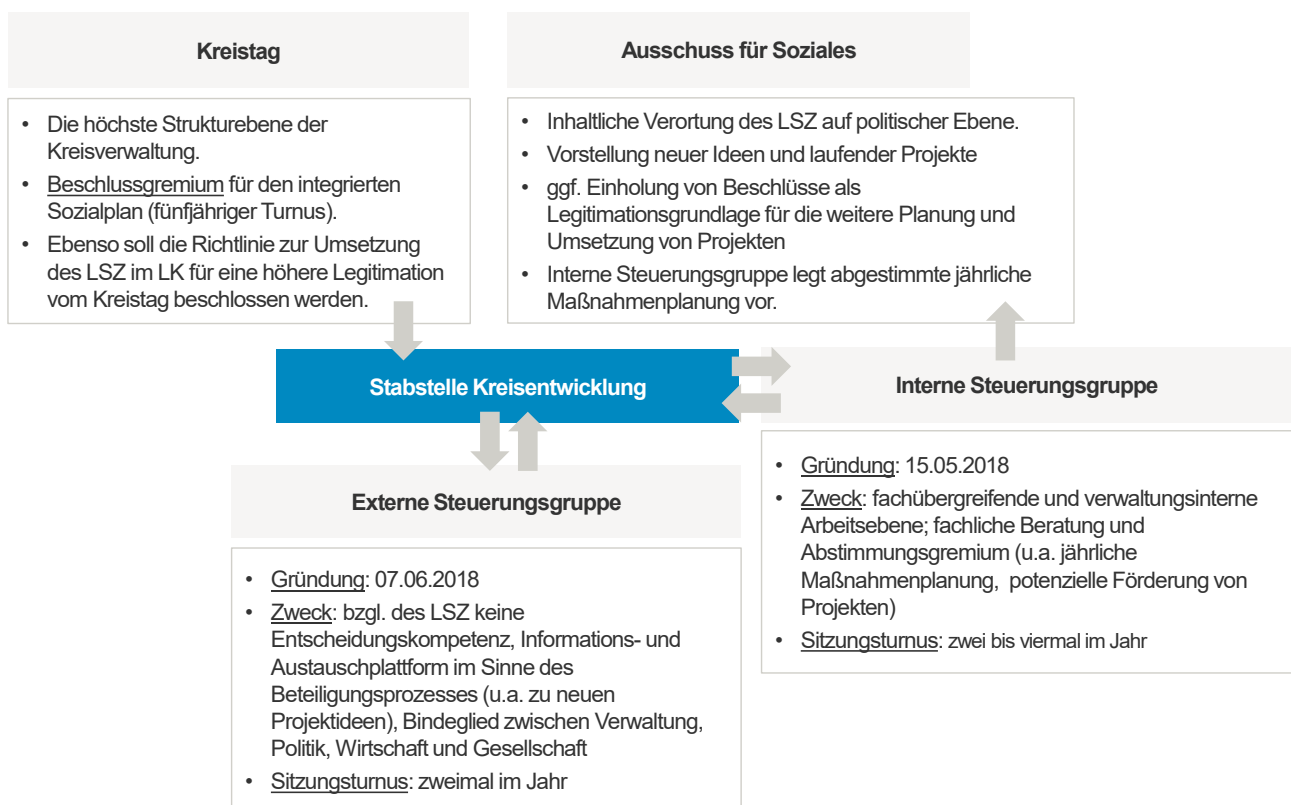 Kreistag
• Die höchste Strukturebene der
Kreisverwaltung.
• Beschlussgremium für den integrierten
Sozialplan (fünfjähriger Turnus).
• Ebenso soll die Richtlinie zur Umsetzung
des LSZ im LK für eine höhere Legitimation
vom Kreistag beschlossen werden.
Ausschuss für Soziales
• Inhaltliche Verortung des LSZ auf politischer Ebene.
• Vorstellung neuer Ideen und laufender Projekte
• ggf. Einholung von Beschlüsse als
Legitimationsgrundlage für die weitere Planung und
Umsetzung von Projekten
• Interne Steuerungsgruppe legt abgestimmte jährliche
Maßnahmenplanung vor.
Stabstelle Kreisentwicklung
Interne Steuerungsgruppe
• Gründung: 15.05.2018
• Zweck: fachübergreifende und verwaltungsinterne
Arbeitsebene; fachliche Beratung und
Abstimmungsgremium (u.a. jährliche
Maßnahmenplanung, potenzielle Förderung von
Projekten)
• Sitzungsturnus: zwei bis viermal im Jahr
Externe Steuerungsgruppe
• Gründung: 07.06.2018
• Zweck: bzgl. des LSZ keine
Entscheidungskompetenz, Informations- und
Austauschplattform im Sinne des
Beteiligungsprozesses (u.a. zu neuen
Projektideen), Bindeglied zwischen Verwaltung,
Politik, Wirtschaft und Gesellschaft
• Sitzungsturnus: zweimal im Jahr